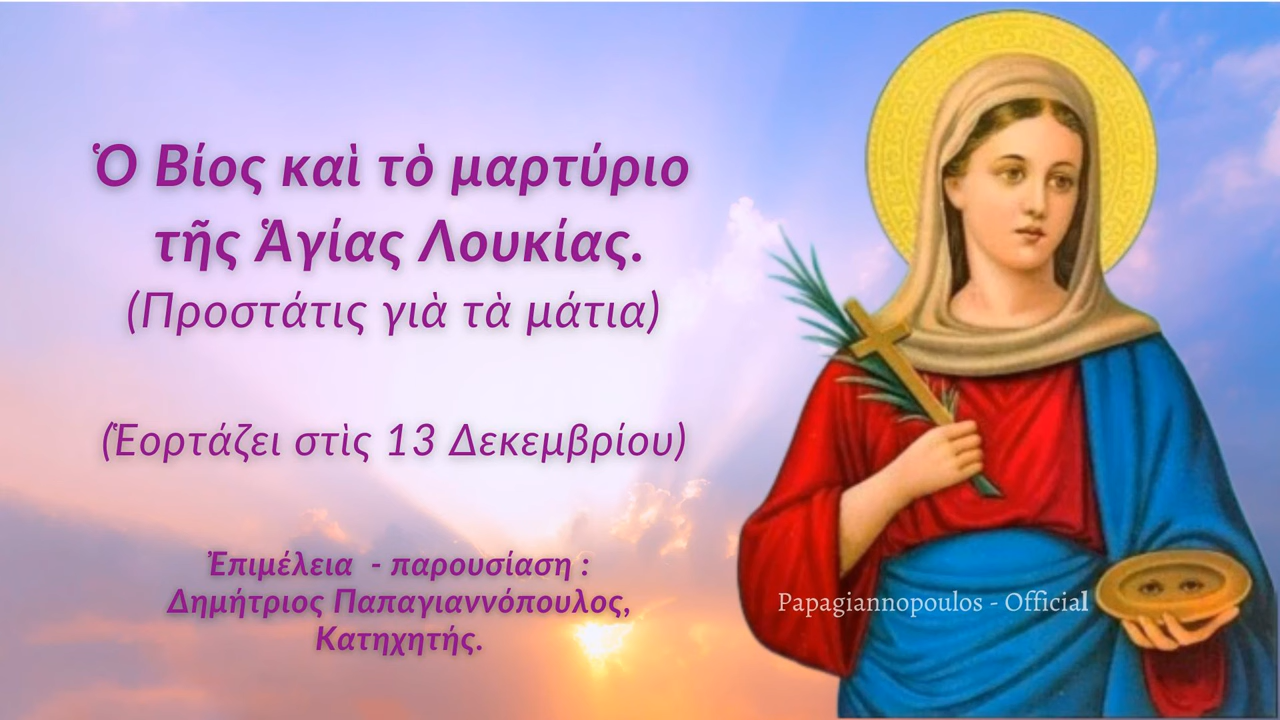 Ὁ Βίος καὶ τὸ μαρτύριο
τῆς Ἁγίας Λουκίας.
(Προστάτις γιὰ τὰ μάτια)
(Ἑορτάζει στὶς 13 Δεκεμβρίου)
Ἐπιμέλεια - παρουσίαση :
Δημήτριος Παπαγιαννόπουλος,
Κατηχητής.
Papagiannopoulos - Official